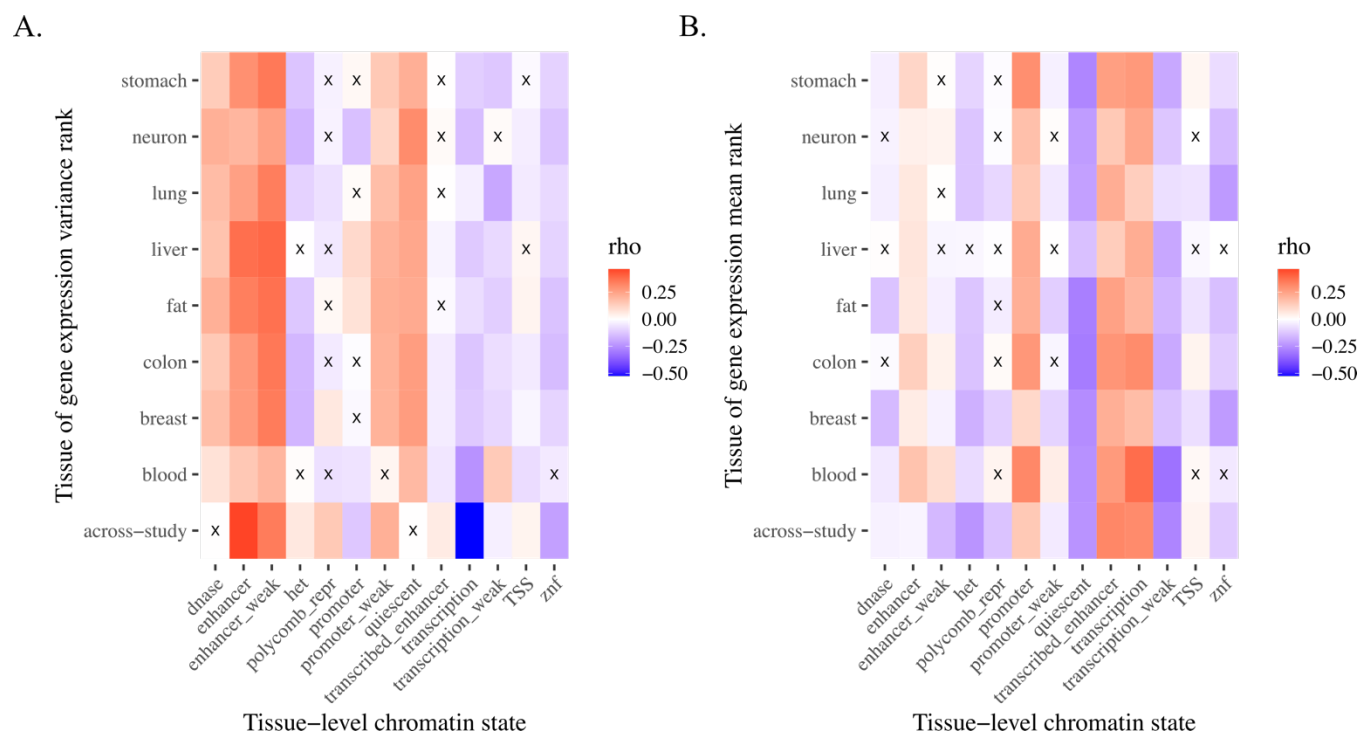 A.
Tissue of gene expression variance rank
stomach
x x x x
neuron
x x x
lung
x x
liver
x x x
fat
x x
colon
x x
breast
x
blood
x x x x
across−study
x x
dnase
enhancer
enhancer_weak
het
polycomb_repr
promoter
promoter_weak
quiescent
transcribed_enhancer
transcription
transcription_weak
TSS
znf
Tissue−level chromatin state
rho
0.25
0.00
−0.25
−0.50
B.
Tissue of gene expression mean rank
stomach
x x
neuron
x x x x
lung
x
liver
x x x x x x x
fat
x
colon
x x x
breast
blood
x x x
across−study
dnase
enhancer
enhancer_weak
het
polycomb_repr
promoter
promoter_weak
quiescent
transcribed_enhancer
transcription
transcription_weak
TSS
znf
Tissue−level chromatin state
rho
0.25
0.00
−0.25
−0.50